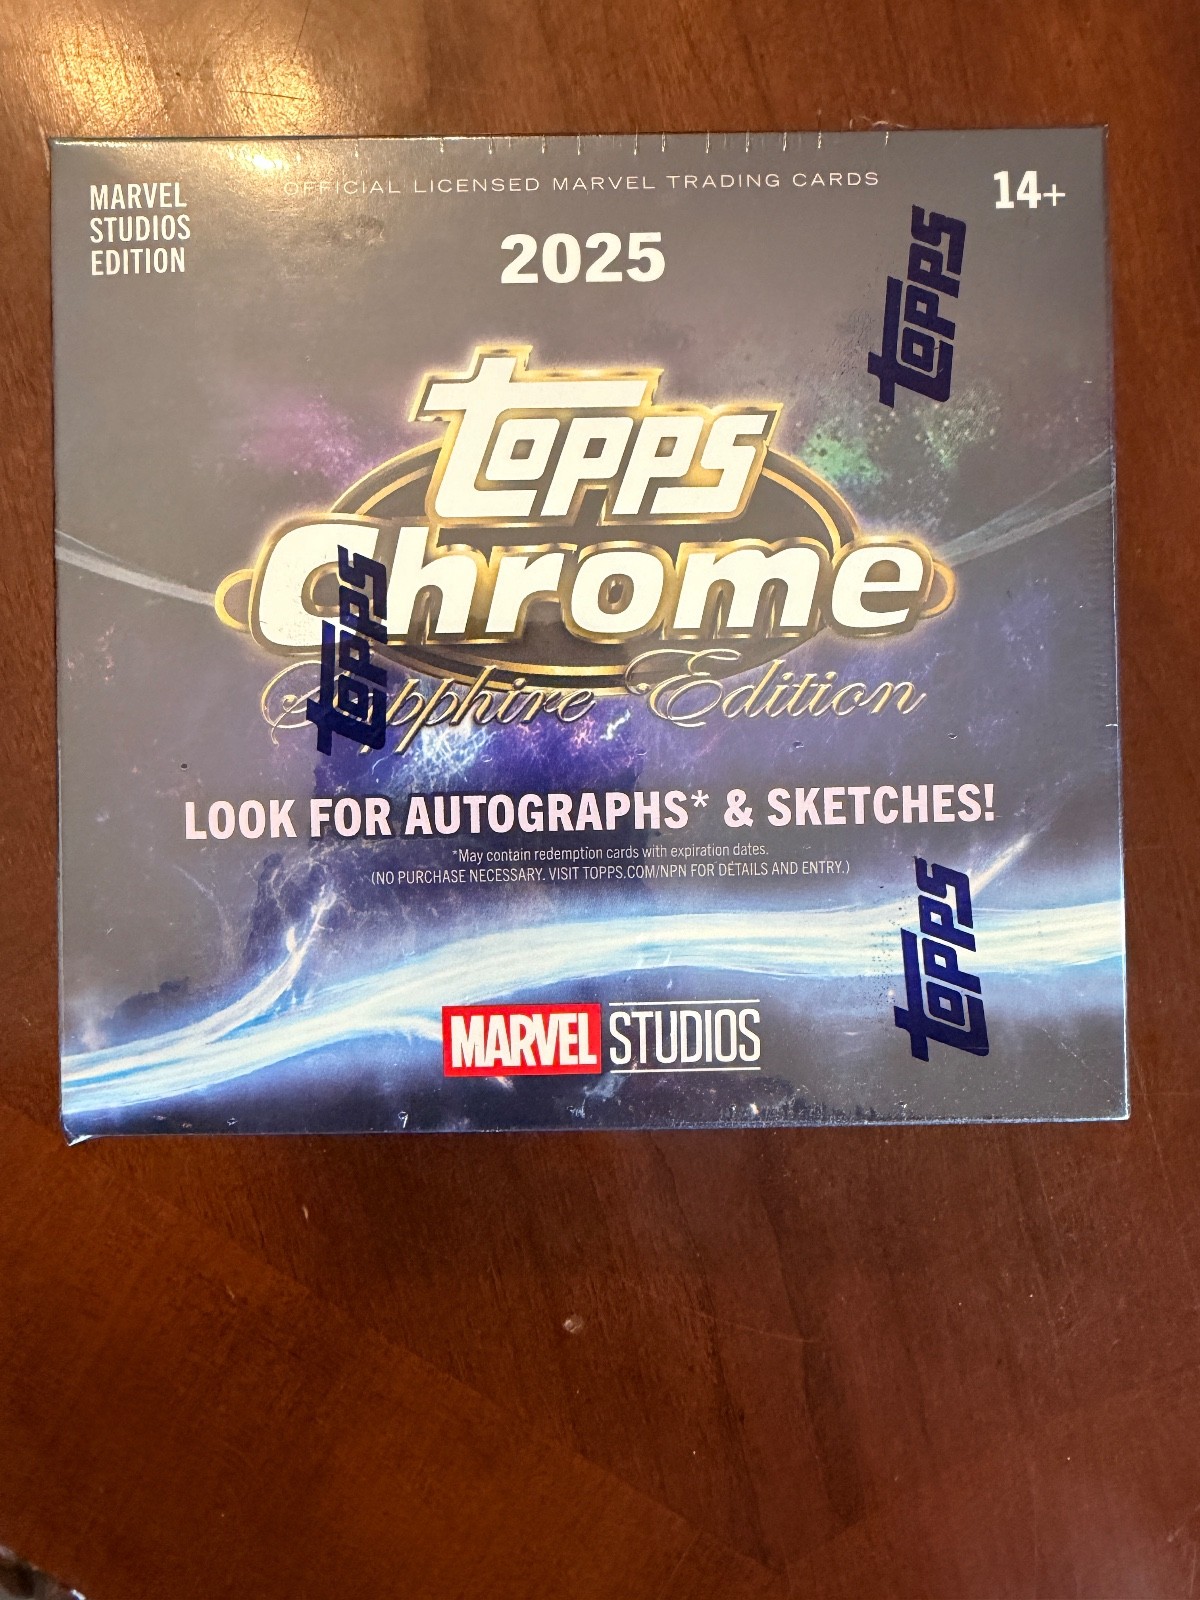 OFFICIAL LICENSED MARVEL TRADING CARDS
MARVEL
STUDIOS
EDITION
14+
2025
topps
topps
Chrome
topps
Sapphire Edition
LOOK FOR AUTOGRAPHS* & SKETCHES!
*May contain redemption cards with expiration dates.
(NO PURCHASE NECESSARY. VISIT TOPPS.COM/NPN FOR DETAILS AND ENTRY.)
topps
MARVEL STUDIOS